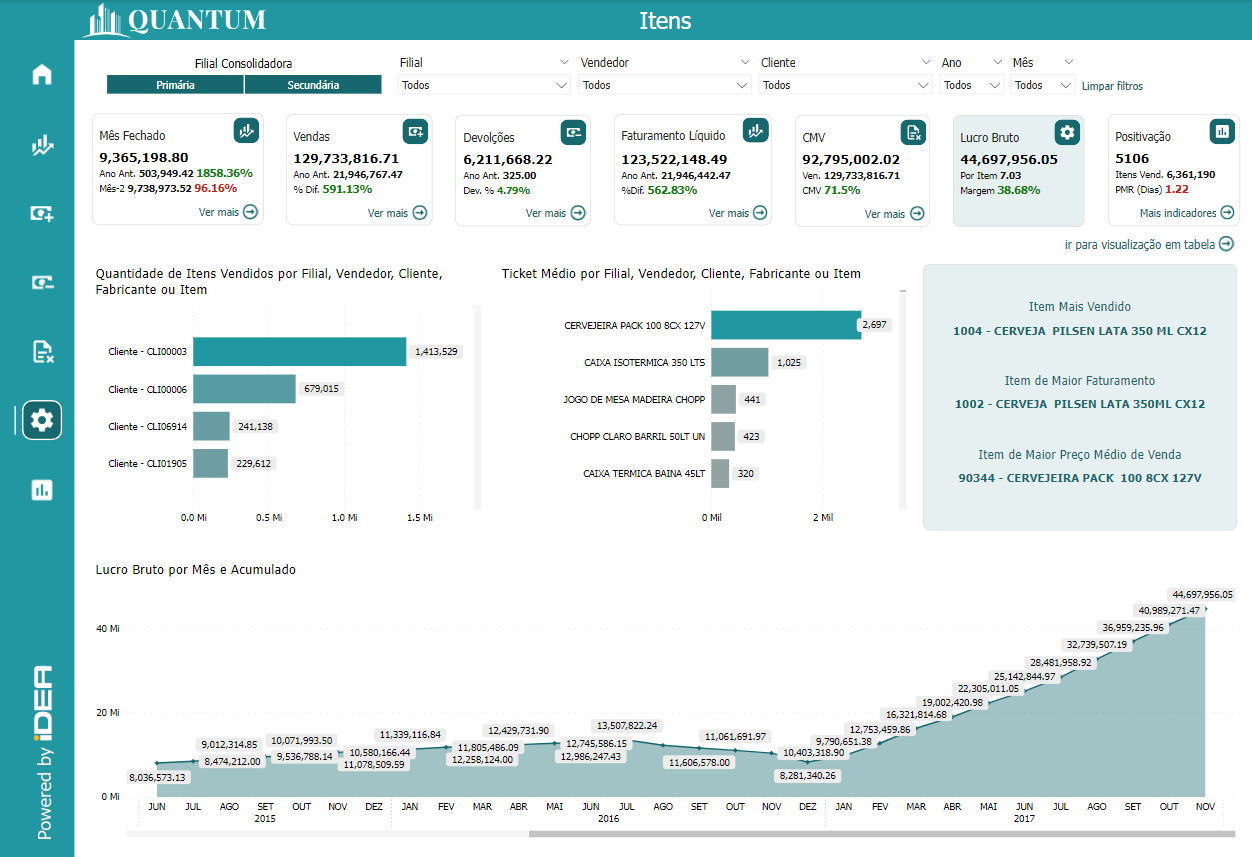 QUANTUM
Itens
Filial Consolidadora
Primária
Secundária
Filial
Todos
Vendedor
Todos
Cliente
Todos
Ano
Todos
Mês
Todos
Limpar filtros
Mês Fechado
9,365,198.80
Ano Ant. 503,949.42 1858.36%
Mês-2 9,738,973.52 96.16%
Ver mais
Vendas
129,733,816.71
Ano Ant. 21,946,767.47
% Dif. 591.13%
Ver mais
Devolções
6,211,668.22
Ano Ant. 325.00
Dev. % 4.79%
Ver mais
Faturamento Líquido
123,522,148.49
Ano Ant. 21,946,442.47
%Dif. 562.83%
Ver mais
CMV
92,795,002.02
Ven. 129,733,816.71
CMV 71.5%
Ver mais
Lucro Bruto
44,697,956.05
Por Item 7.03
Margem 38.68%
Positivação
5106
Itens Vend. 6,361,190
PMR (Dias) 1.22
Mais indicadores
ir para visualização em tabela
Quantidade de Itens Vendidos por Filial, Vendedor, Cliente,
Fabricante ou Item
Cliente - CLI00003 1,413,529
Cliente - CLI00006 679,015
Cliente - CLI06914 241,138
Cliente - CLI01905 229,612
0.0 Mi 0.5 Mi 1.0 Mi 1.5 Mi
Ticket Médio por Filial, Vendedor, Cliente, Fabricante ou Item
CERVEJEIRA PACK 100 8CX 127V 2,697
CAIXA ISOTERMICA 350 LTS 1,025
JOGO DE MESA MADEIRA CHOPP 441
CHOPP CLARO BARRIL 50LT UN 423
CAIXA TERMICA BAINA 45LT 320
0 Mil 2 Mil
Item Mais Vendido
1004 - CERVEJA PILSEN LATA 350 ML CX12
Item de Maior Faturamento
1002 - CERVEJA PILSEN LATA 350ML CX12
Item de Maior Preço Médio de Venda
90344 - CERVEJEIRA PACK 100 8CX 127V
Lucro Bruto por Mês e Acumulado
40 Mi
20 Mi
0 Mi
8,036,573.13
9,012,314.85
8,474,212.00
10,071,993.50
9,536,788.14
10,580,166.44
11,078,509.59
11,339,116.84
11,805,486.09
12,258,124.00
12,429,731.90
12,745,586.15
12,986,247.43
13,507,822.24
11,606,578.00
11,061,691.97
10,403,318.90
8,281,340.26
9,790,651.38
12,753,459.86
16,321,814.68
19,002,420.98
22,305,011.05
25,142,844.97
28,481,958.92
32,739,507.19
36,959,235.96
40,989,271.47
44,697,956.05
JUN JUL AGO SET OUT NOV DEZ JAN FEV MAR ABR MAI JUN JUL AGO SET OUT NOV DEZ JAN FEV MAR ABR MAI JUN JUL AGO SET OUT NOV
2015 2016 2017
Powered by iDEA